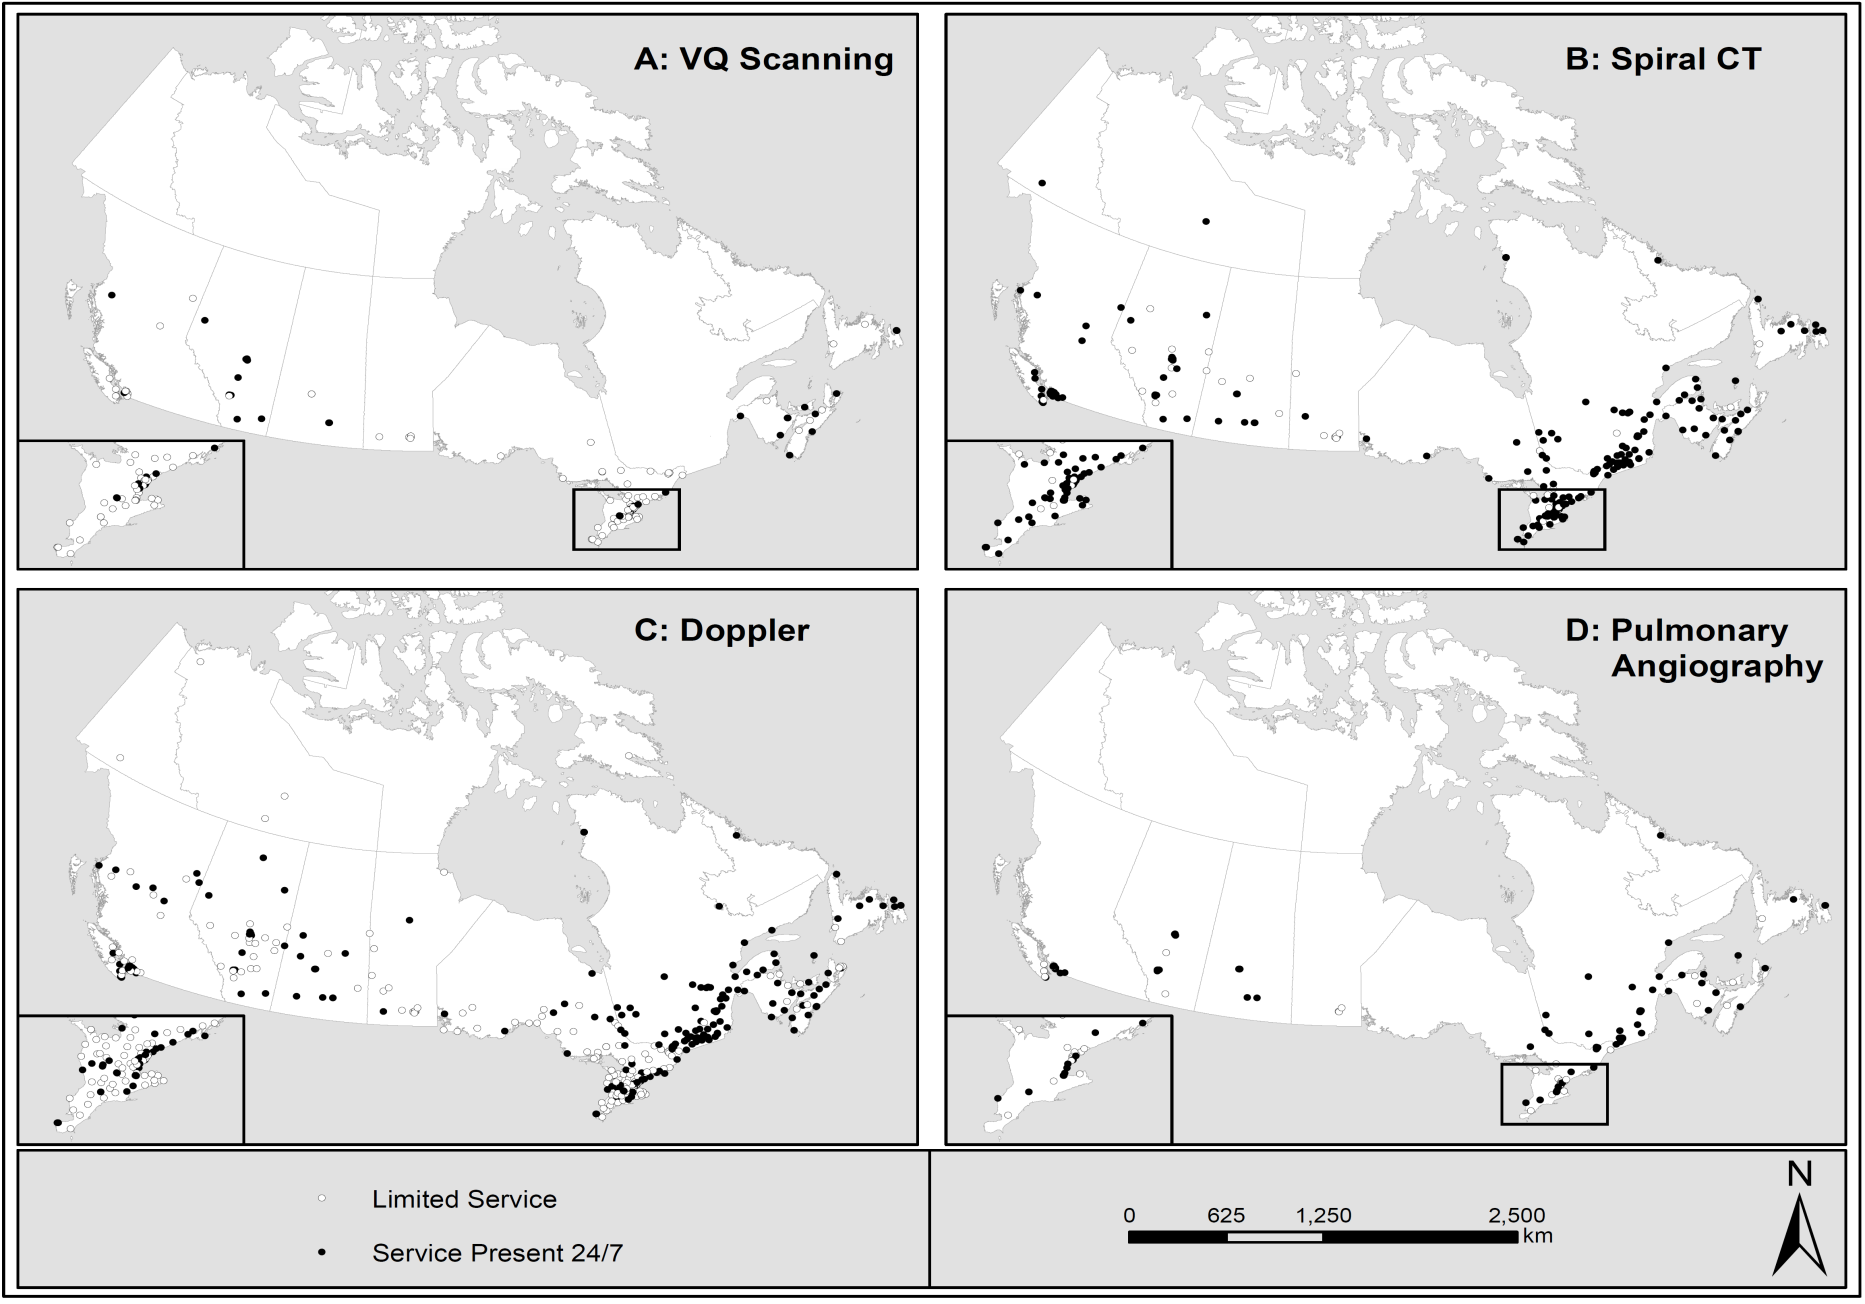 A: VQ Scanning
B: Spiral CT
C: Doppler
D: Pulmonary
Angiography
Limited Service
Service Present 24/7
0 625 1,250 2,500
km
N